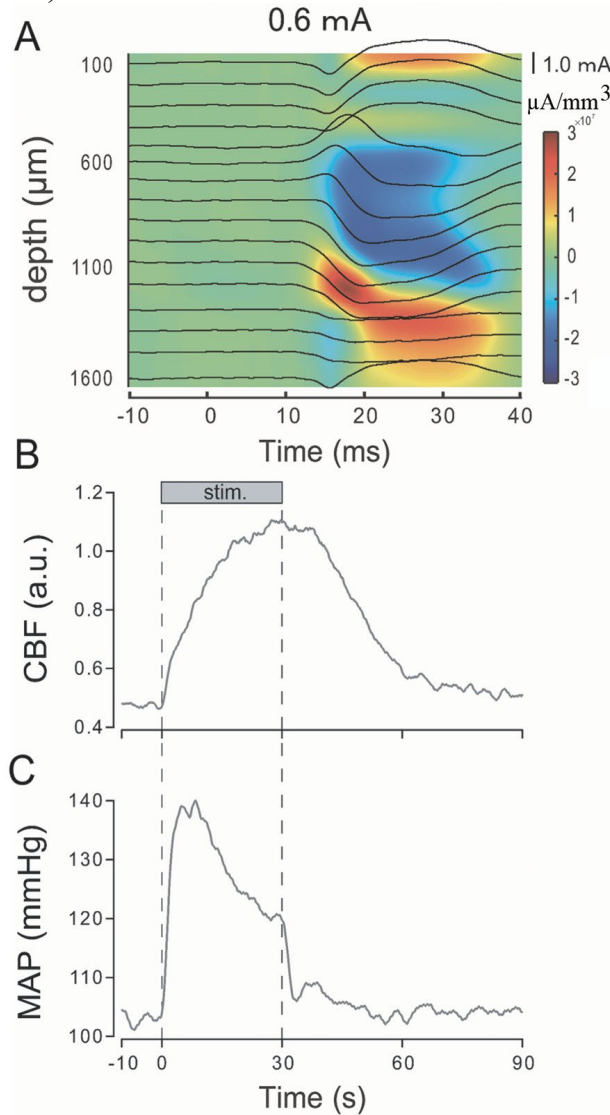 0.6 mA
A
100
600
1100
1600
depth (μm)
-10 0 10 20 30 40
Time (ms)
1.0 mA
μA/mm³
×10⁷
3
2
1
0
-1
-2
-3
B
stim.
1.2
1.0
0.8
0.6
0.4
CBF (a.u.)
C
140
120
110
100
MAP (mmHg)
-10 0 30 60 90
Time (s)